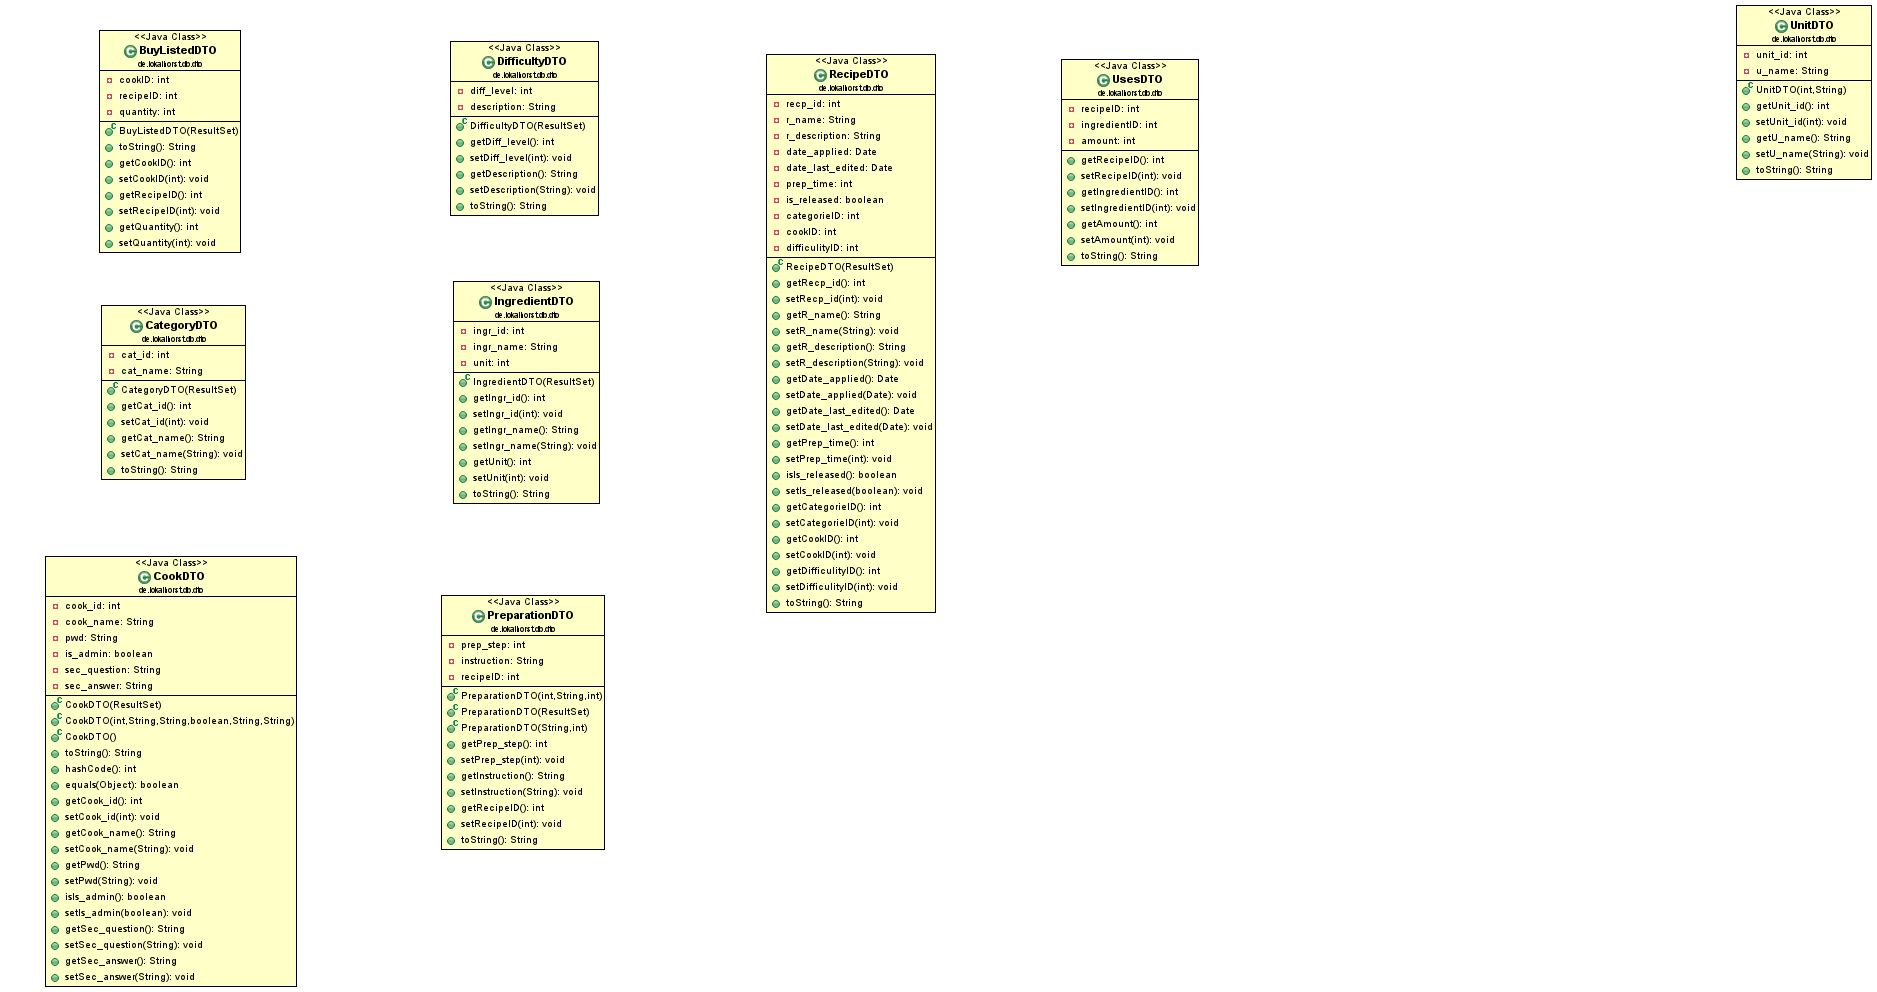 <<Java Class>>
BuyListedDTO
de.lokalhorst.db.dto
cookID: int
recipeID: int
quantity: int
BuyListedDTO(ResultSet)
toString(): String
getCookID(): int
setCookID(int): void
getRecipeID(): int
setRecipeID(int): void
getQuantity(): int
setQuantity(int): void
<<Java Class>>
CategoryDTO
de.lokalhorst.db.dto
cat_id: int
cat_name: String
CategoryDTO(ResultSet)
getCat_id(): int
setCat_id(int): void
getCat_name(): String
setCat_name(String): void
toString(): String
<<Java Class>>
CookDTO
de.lokalhorst.db.dto
cook_id: int
cook_name: String
pwd: String
is_admin: boolean
sec_question: String
sec_answer: String
CookDTO(ResultSet)
CookDTO(int,String,String,boolean,String,String)
CookDTO()
toString(): String
hashCode(): int
equals(Object): boolean
getCook_id(): int
setCook_id(int): void
getCook_name(): String
setCook_name(String): void
getPwd(): String
setPwd(String): void
isIs_admin(): boolean
setIs_admin(boolean): void
getSec_question(): String
setSec_question(String): void
getSec_answer(): String
setSec_answer(String): void
<<Java Class>>
DifficultyDTO
de.lokalhorst.db.dto
diff_level: int
description: String
DifficultyDTO(ResultSet)
getDiff_level(): int
setDiff_level(int): void
getDescription(): String
setDescription(String): void
toString(): String
<<Java Class>>
IngredientDTO
de.lokalhorst.db.dto
ingr_id: int
ingr_name: String
unit: int
IngredientDTO(ResultSet)
getIngr_id(): int
setIngr_id(int): void
getIngr_name(): String
setIngr_name(String): void
getUnit(): int
setUnit(int): void
toString(): String
<<Java Class>>
PreparationDTO
de.lokalhorst.db.dto
prep_step: int
instruction: String
recipeID: int
PreparationDTO(int,String,int)
PreparationDTO(ResultSet)
PreparationDTO(String,int)
getPrep_step(): int
setPrep_step(int): void
getInstruction(): String
setInstruction(String): void
getRecipeID(): int
setRecipeID(int): void
toString(): String
<<Java Class>>
RecipeDTO
de.lokalhorst.db.dto
recp_id: int
r_name: String
r_description: String
date_applied: Date
date_last_edited: Date
prep_time: int
is_released: boolean
categorieID: int
cookID: int
difficulityID: int
RecipeDTO(ResultSet)
getRecp_id(): int
setRecp_id(int): void
getR_name(): String
setR_name(String): void
getR_description(): String
setR_description(String): void
getDate_applied(): Date
setDate_applied(Date): void
getDate_last_edited(): Date
setDate_last_edited(Date): void
getPrep_time(): int
setPrep_time(int): void
isIs_released(): boolean
setIs_released(boolean): void
getCategorieID(): int
setCategorieID(int): void
getCookID(): int
setCookID(int): void
getDifficulityID(): int
setDifficulityID(int): void
toString(): String
<<Java Class>>
UsesDTO
de.lokalhorst.db.dto
recipeID: int
ingredientID: int
amount: int
getRecipeID(): int
setRecipeID(int): void
getIngredientID(): int
setIngredientID(int): void
getAmount(): int
setAmount(int): void
toString(): String
<<Java Class>>
UnitDTO
de.lokalhorst.db.dto
unit_id: int
u_name: String
UnitDTO(int,String)
getUnit_id(): int
setUnit_id(int): void
getU_name(): String
setU_name(String): void
toString(): String